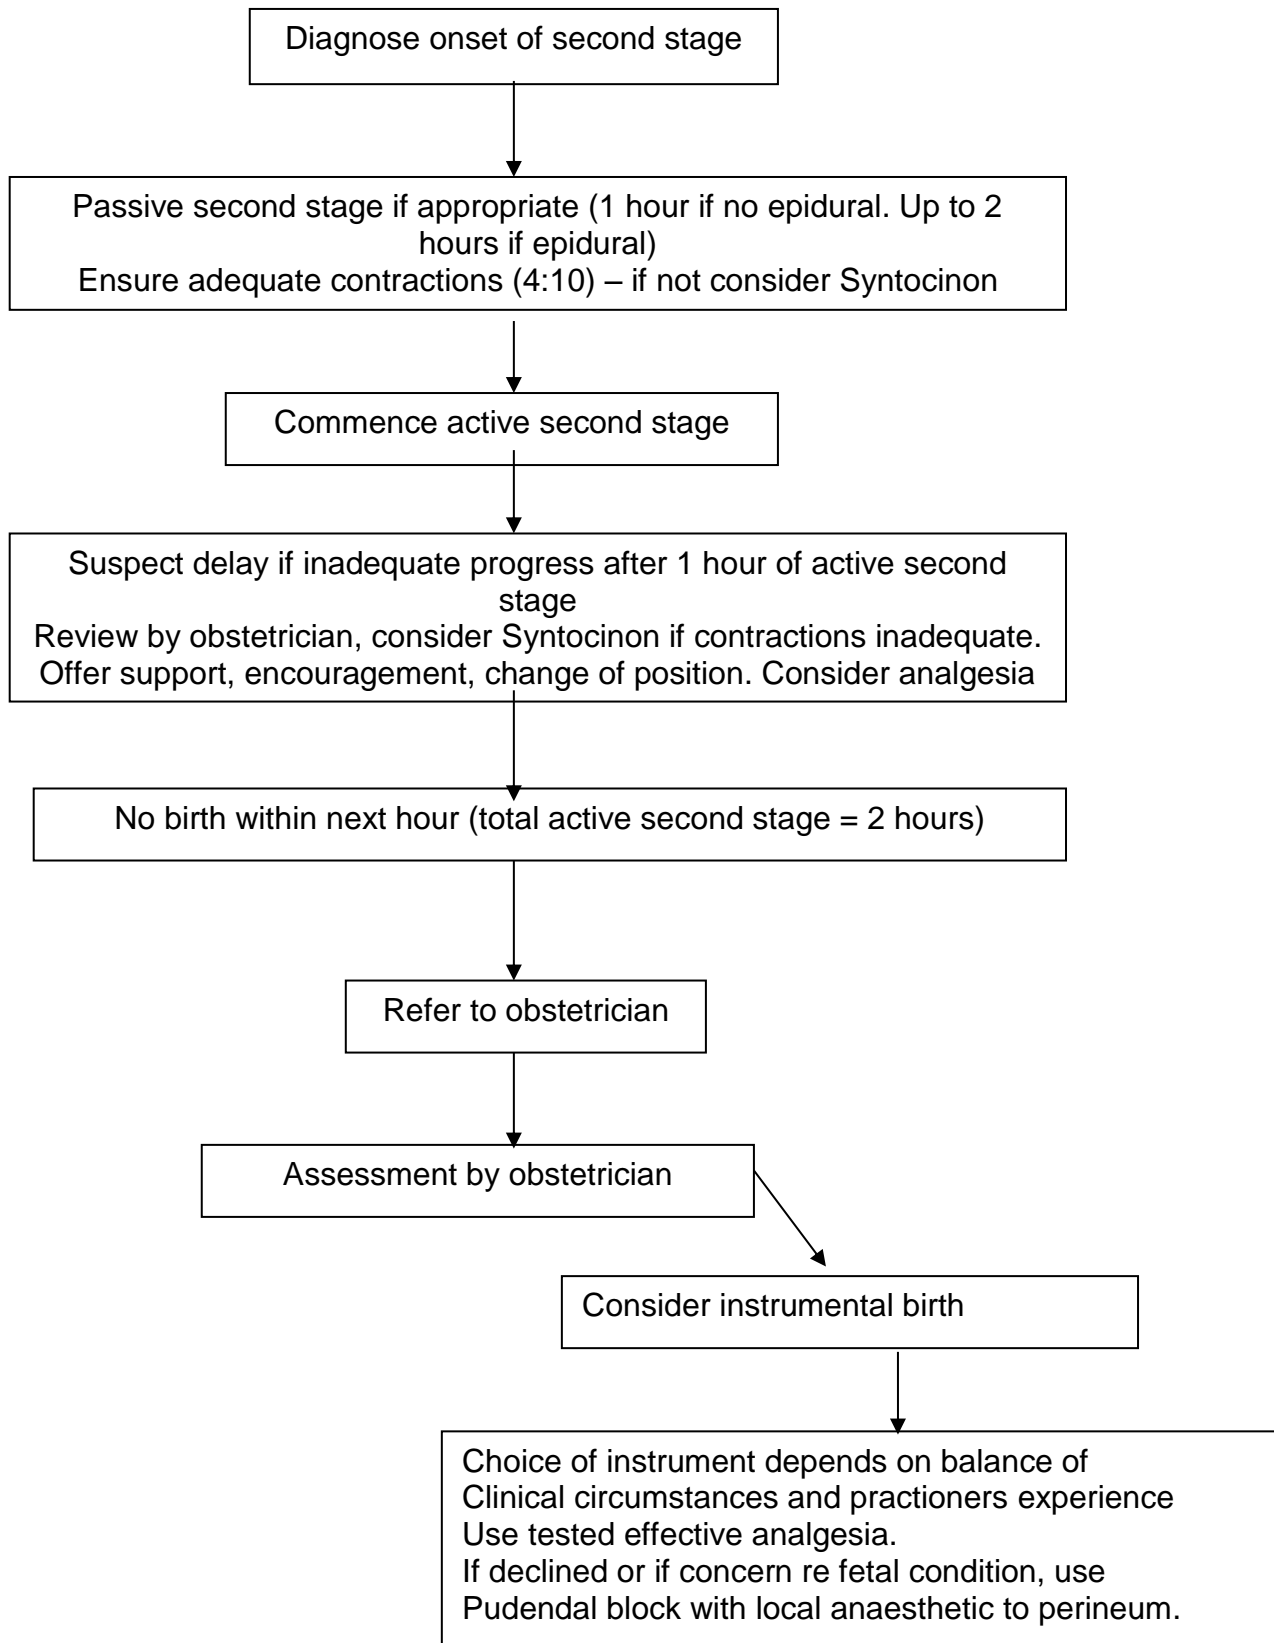 Diagnose onset of second stage
Passive second stage if appropriate (1 hour if no epidural. Up to 2
hours if epidural)
Ensure adequate contractions (4:10) – if not consider Syntocinon
Commence active second stage
Suspect delay if inadequate progress after 1 hour of active second
stage
Review by obstetrician, consider Syntocinon if contractions inadequate.
Offer support, encouragement, change of position. Consider analgesia
No birth within next hour (total active second stage = 2 hours)
Refer to obstetrician
Assessment by obstetrician
Consider instrumental birth
Choice of instrument depends on balance of
Clinical circumstances and practioners experience
Use tested effective analgesia.
If declined or if concern re fetal condition, use
Pudendal block with local anaesthetic to perineum.